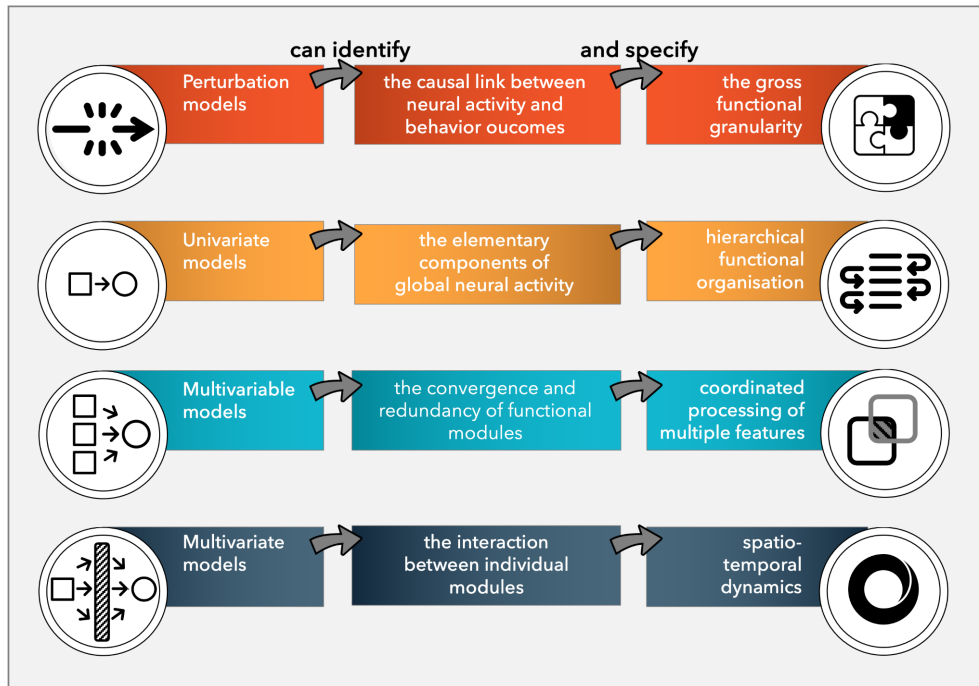 can identify
and specify
Perturbation
models
the causal link between
neural activity and
behavior oucomes
the gross
functional
granularity
Univariate
models
the elementary
components of
global neural activity
hierarchical
functional
organisation
Multivariable
models
the convergence and
redundancy of functional
modules
coordinated
processing of
multiple features
Multivariate
models
the interaction
between individual
modules
spatio-
temporal
dynamics